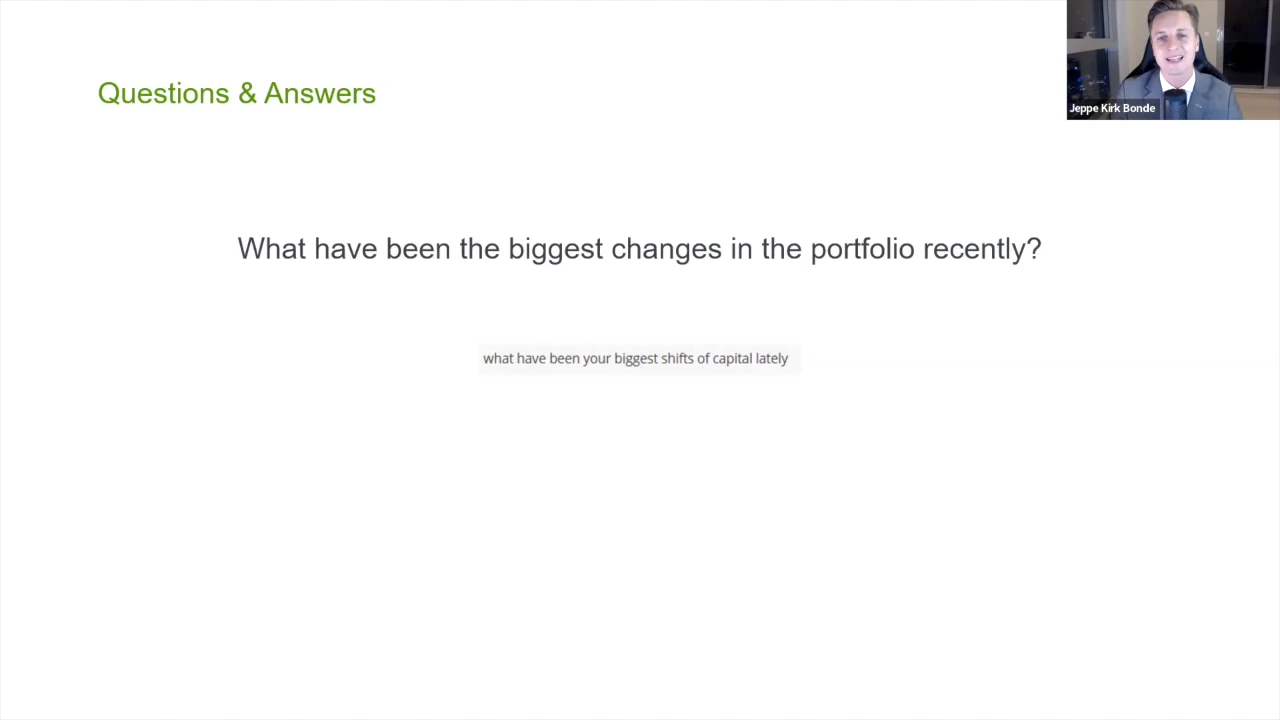 Questions & Answers
Jeppe Kirk Bonde
What have been the biggest changes in the portfolio recently?
what have been your biggest shifts of capital lately